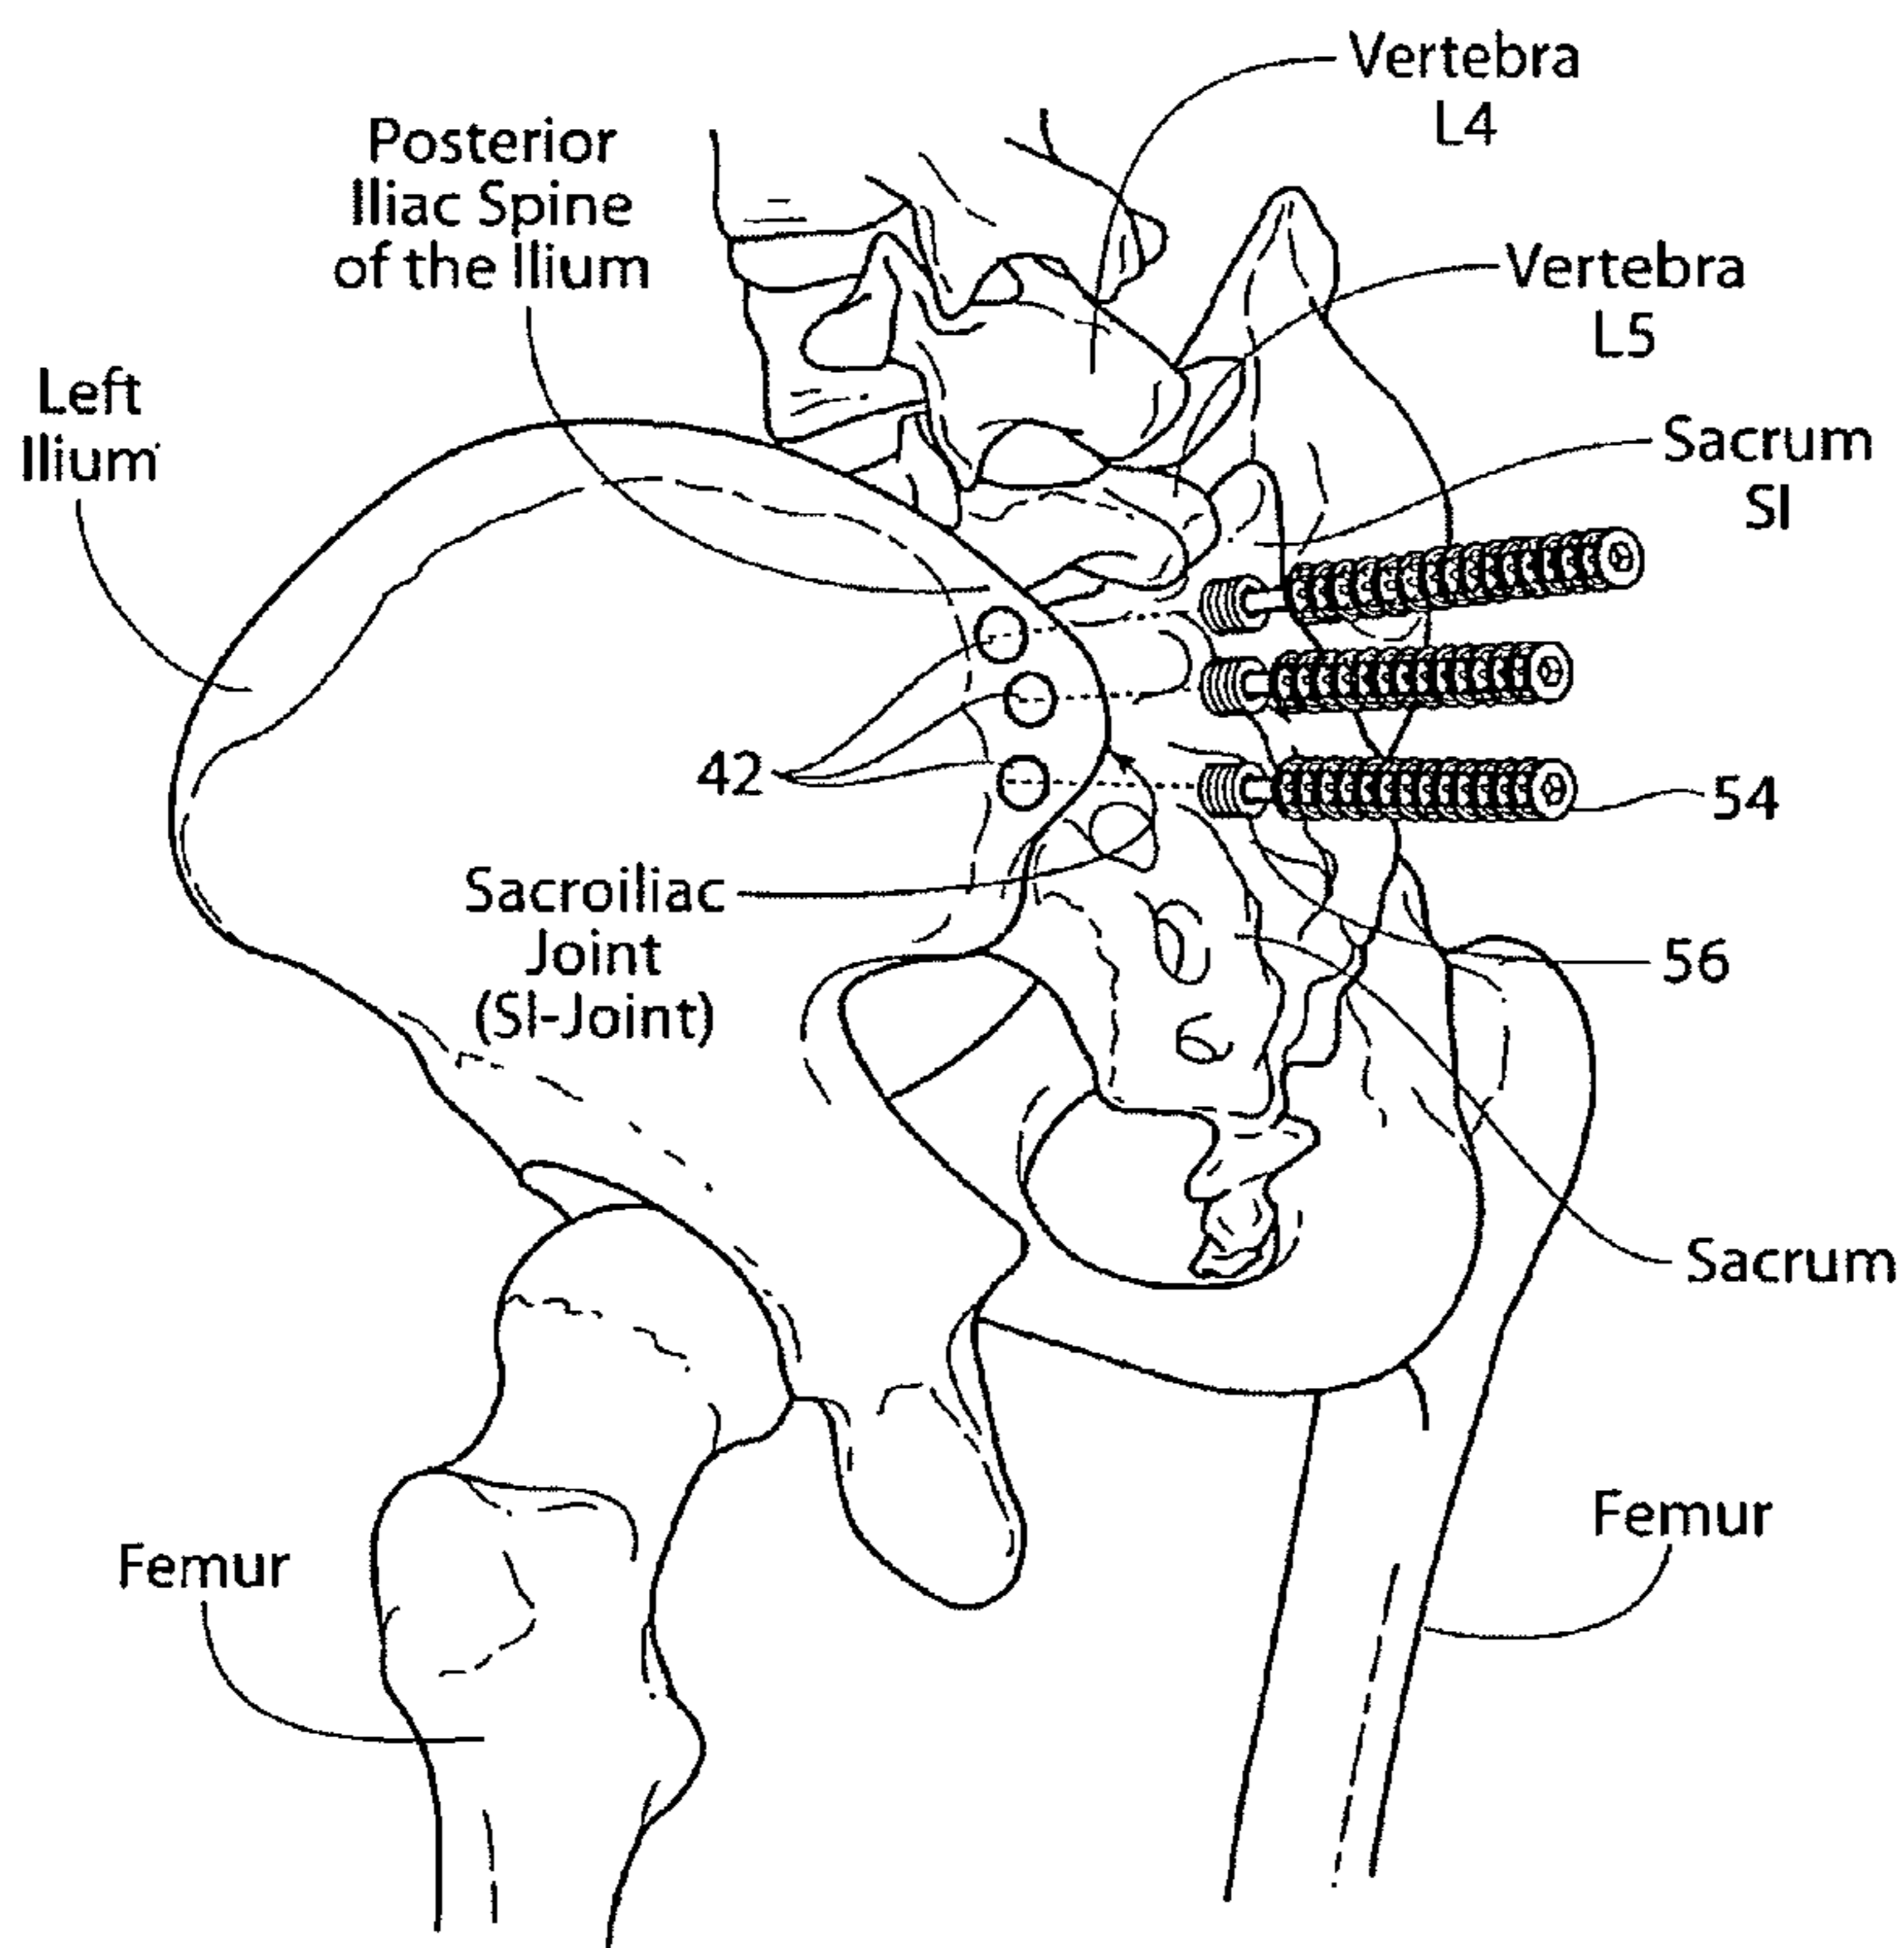 Vertebra
L4
Posterior
Iliac Spine
of the Ilium
Vertebra
L5
Left
Ilium
Sacrum
SI
42
54
Sacroiliac
Joint
(SI-Joint)
56
Sacrum
Femur
Femur